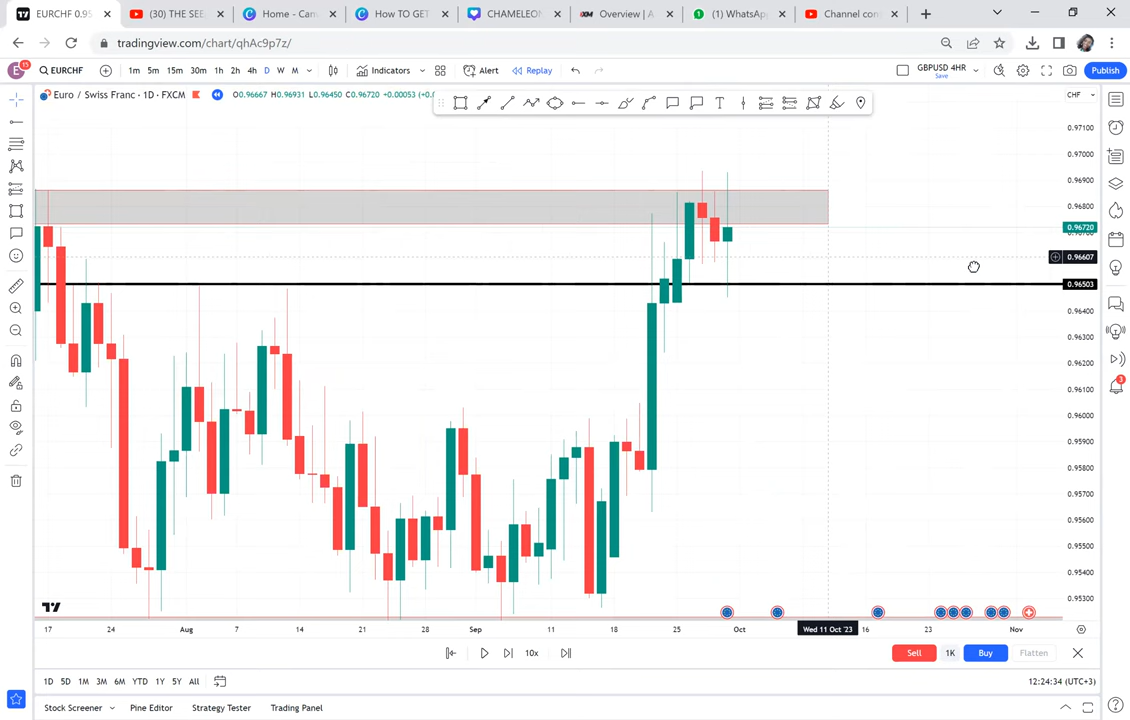 EURCHF 0.95
(30) THE SEE
Home - Can
How TO GET
CHAMELEON
Overview | A
(1) WhatsApp
Channel con
tradingview.com/chart/qhAc9p7z/
E 15
EURCHF
1m 5m 15m 30m 1h 2h 4h D W M
Indicators
Alert
Replay
GBPUSD 4HR
Save
Publish
Euro / Swiss Franc · 1D · FXCM
O0.96667 H0.96931 L0.96450 C0.96720 +0.00053 (+0.
T
CHF
0.97100
0.97000
0.96900
0.96800
0.96720
0.96607
0.96503
0.96400
0.96300
0.96200
0.96100
0.96000
0.95900
0.95800
0.95700
0.95600
0.95500
0.95400
0.95300
3
17 24 Aug 7 14 21 28 Sep 11 18 25 Oct Wed 11 Oct '23 16 23 Nov
10x
Sell 1K Buy Flatten
1D 5D 1M 3M 6M YTD 1Y 5Y All
12:24:34 (UTC+3)
Stock Screener
Pine Editor
Strategy Tester
Trading Panel